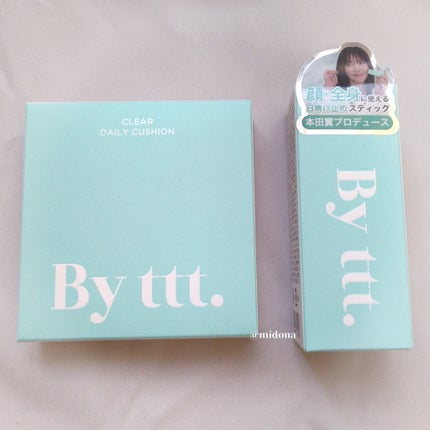 CLEAR
DAILY CUSHION
By ttt.
顔・全身に使える
日焼け止めスティック
本田翼プロデュース
By ttt.
@midona